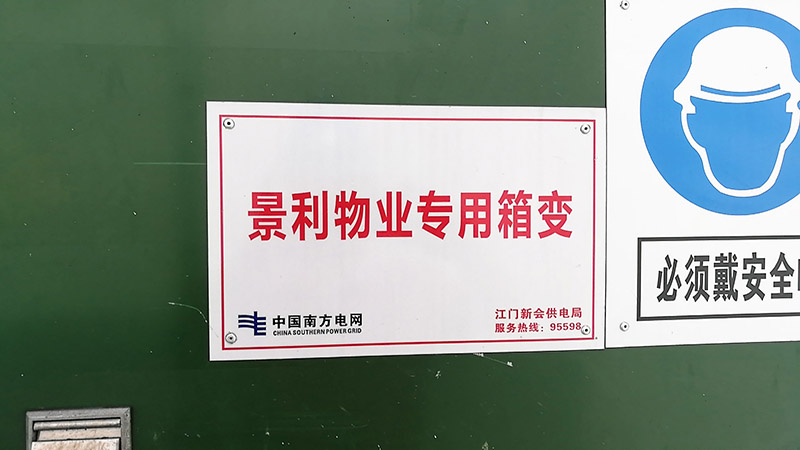 景利物业专用箱变
中国南方电网
CHINA SOUTHERN POWER GRID
江门新会供电局
服务热线：95598
必须戴安全